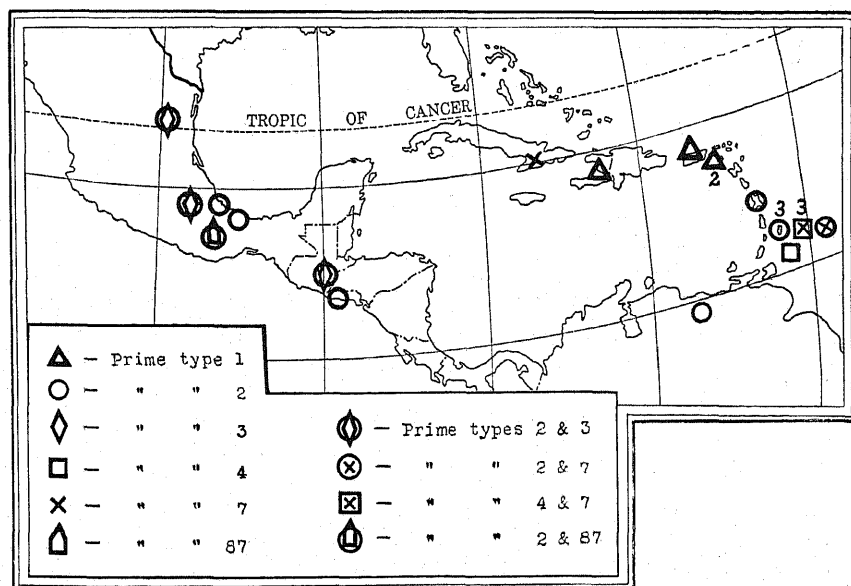 TROPIC OF CANCER
2
3 3
— Prime type 1
— " " 2
— " " 3
— " " 4
— " " 7
— " " 87
— Prime types 2 & 3
— " " 2 & 7
— " " 4 & 7
— " " 2 & 87